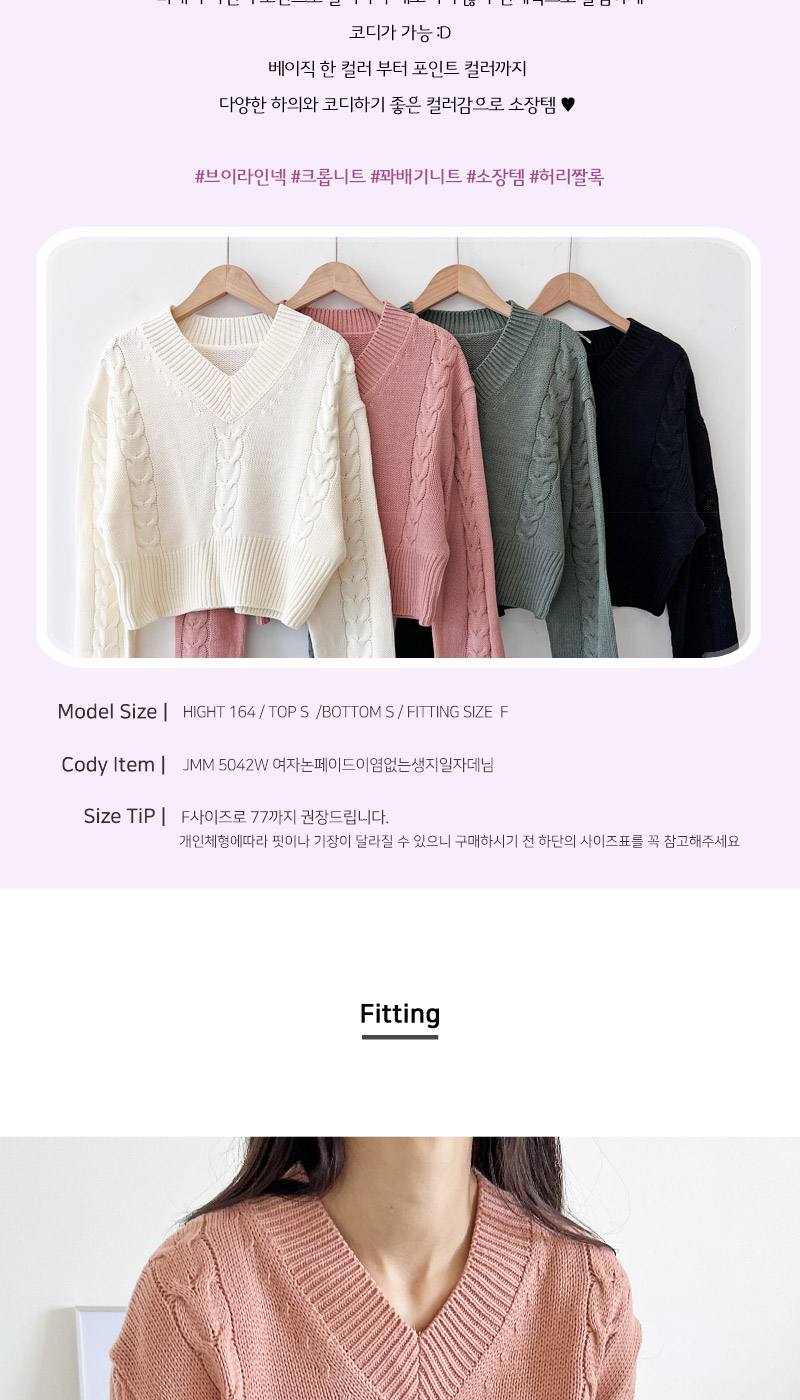 코디가 가능 :D
베이직 한 컬러 부터 포인트 컬러까지
다양한 하의와 코디하기 좋은 컬러감으로 소장템 ♥
#브이라인넥 #크롭니트 #꽈배기니트 #소장템 #허리짤록
Model Size | HIGHT 164 / TOP S /BOTTOM S / FITTING SIZE F
Cody Item | JMM 5042W 여자논페이드이염없는생지일자데님
Size TiP | F사이즈로 77까지 권장드립니다.
개인체형에따라 핏이나 기장이 달라질 수 있으니 구매하시기 전 하단의 사이즈표를 꼭 참고해주세요
Fitting